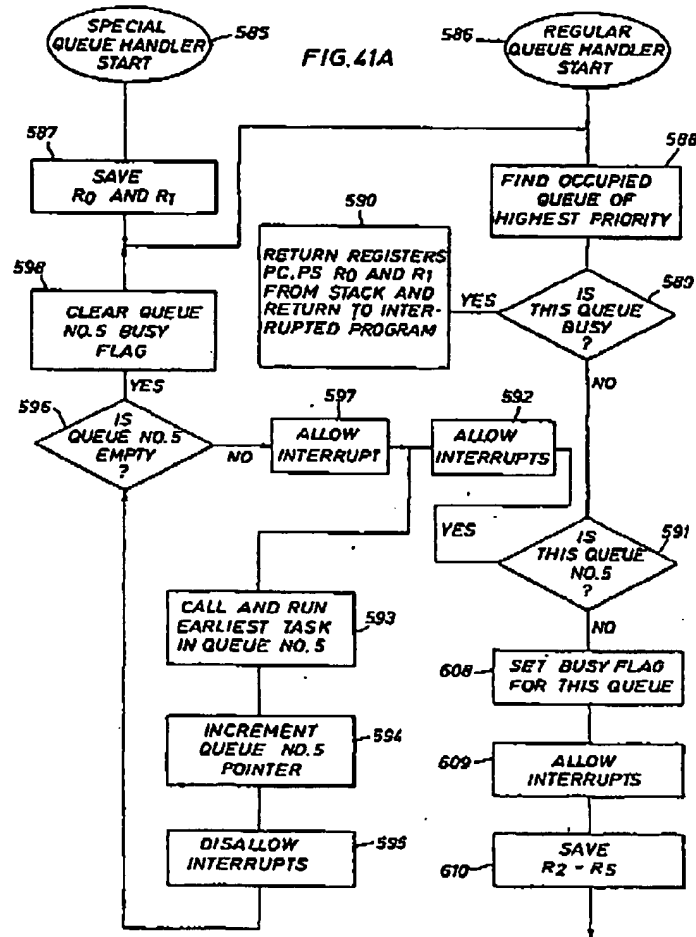 SPECIAL
QUEUE HANDLER
START
585
FIG. 41A
586
REGULAR
QUEUE HANDLER
START
587
SAVE
R0 AND R1
588
FIND OCCUPIED
QUEUE OF
HIGHEST PRIORITY
590
RETURN REGISTERS
PC, PS R0 AND R1
FROM STACK AND
RETURN TO INTER-
RUPTED PROGRAM
YES
IS
THIS QUEUE
BUSY
?
589
NO
598
CLEAR QUEUE
NO.5 BUSY
FLAG
YES
596
IS
QUEUE NO.5
EMPTY
?
NO
597
ALLOW
INTERRUPT
592
ALLOW
INTERRUPTS
YES
IS
THIS QUEUE
NO.5
?
591
NO
CALL AND RUN
EARLIEST TASK
IN QUEUE NO.5
593
608
SET BUSY FLAG
FOR THIS QUEUE
INCREMENT
QUEUE NO.5
POINTER
594
609
ALLOW
INTERRUPTS
DISALLOW
INTERRUPTS
595
610
SAVE
R2 - R5